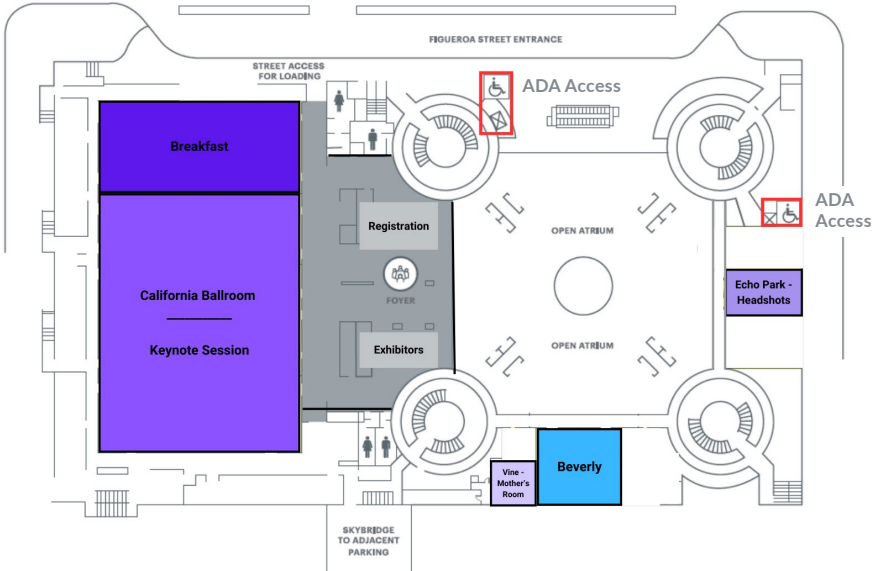 FIGUEROA STREET ENTRANCE
STREET ACCESS
FOR LOADING
ADA Access
Breakfast
ADA
Access
Registration
OPEN ATRIUM
California Ballroom
Keynote Session
FOYER
Echo Park -
Headshots
Exhibitors
OPEN ATRIUM
Vine -
Mother's
Room
Beverly
SKYBRIDGE
TO ADJACENT
PARKING